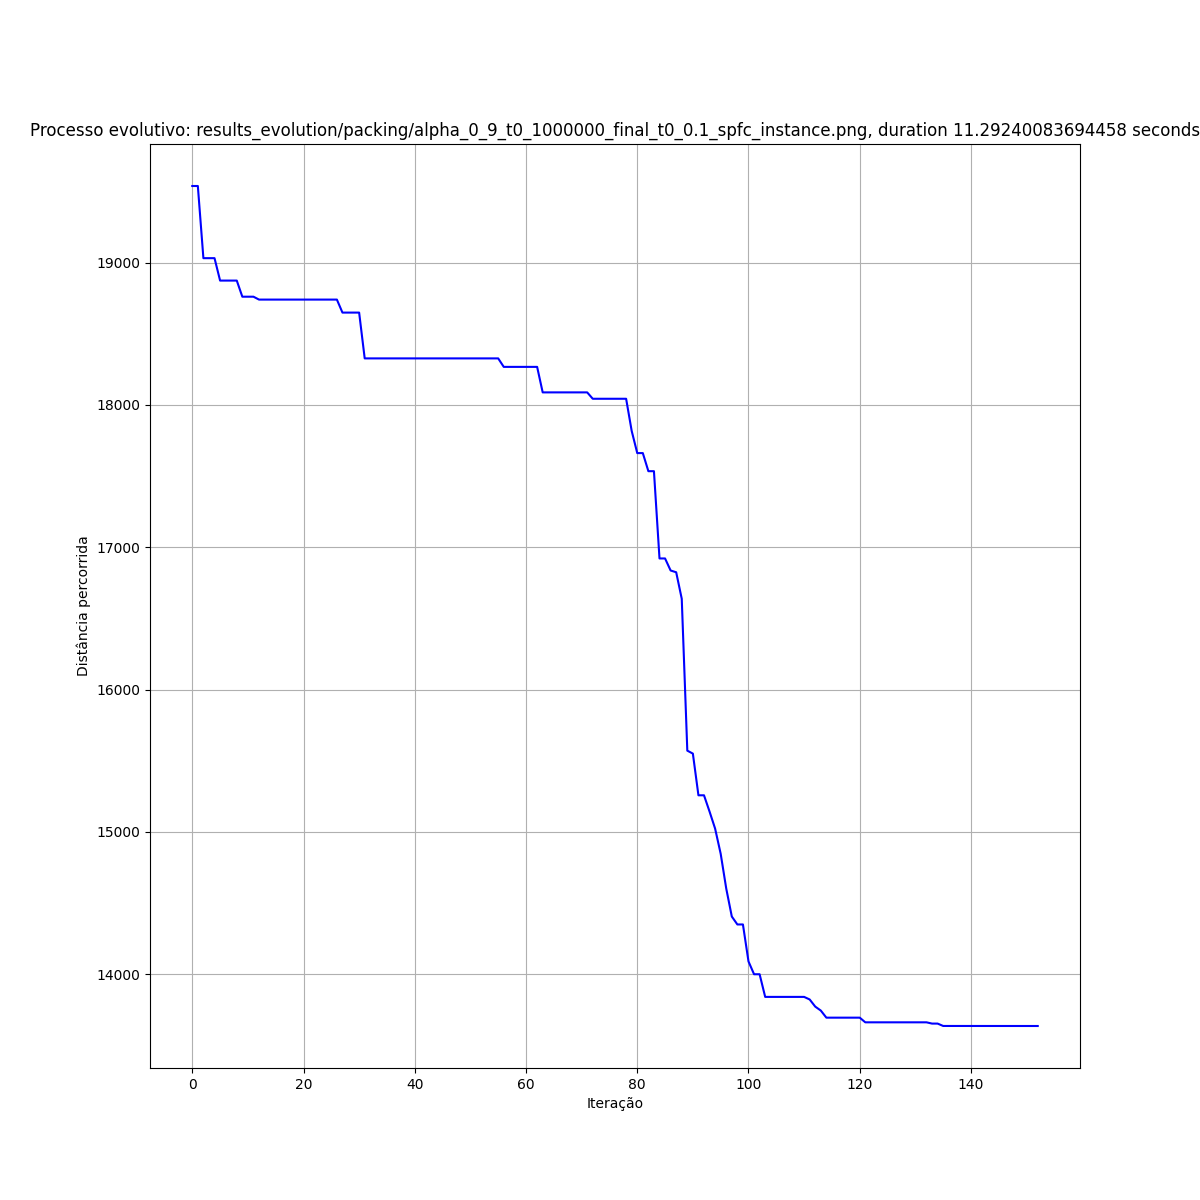 Processo evolutivo: results_evolution/packing/alpha_0_9_t0_1000000_final_t0_0.1_spfc_instance.png, duration 11.29240083694458 seconds
19000
18000
17000
16000
15000
14000
Distância percorrida
0 20 40 60 80 100 120 140
Iteração